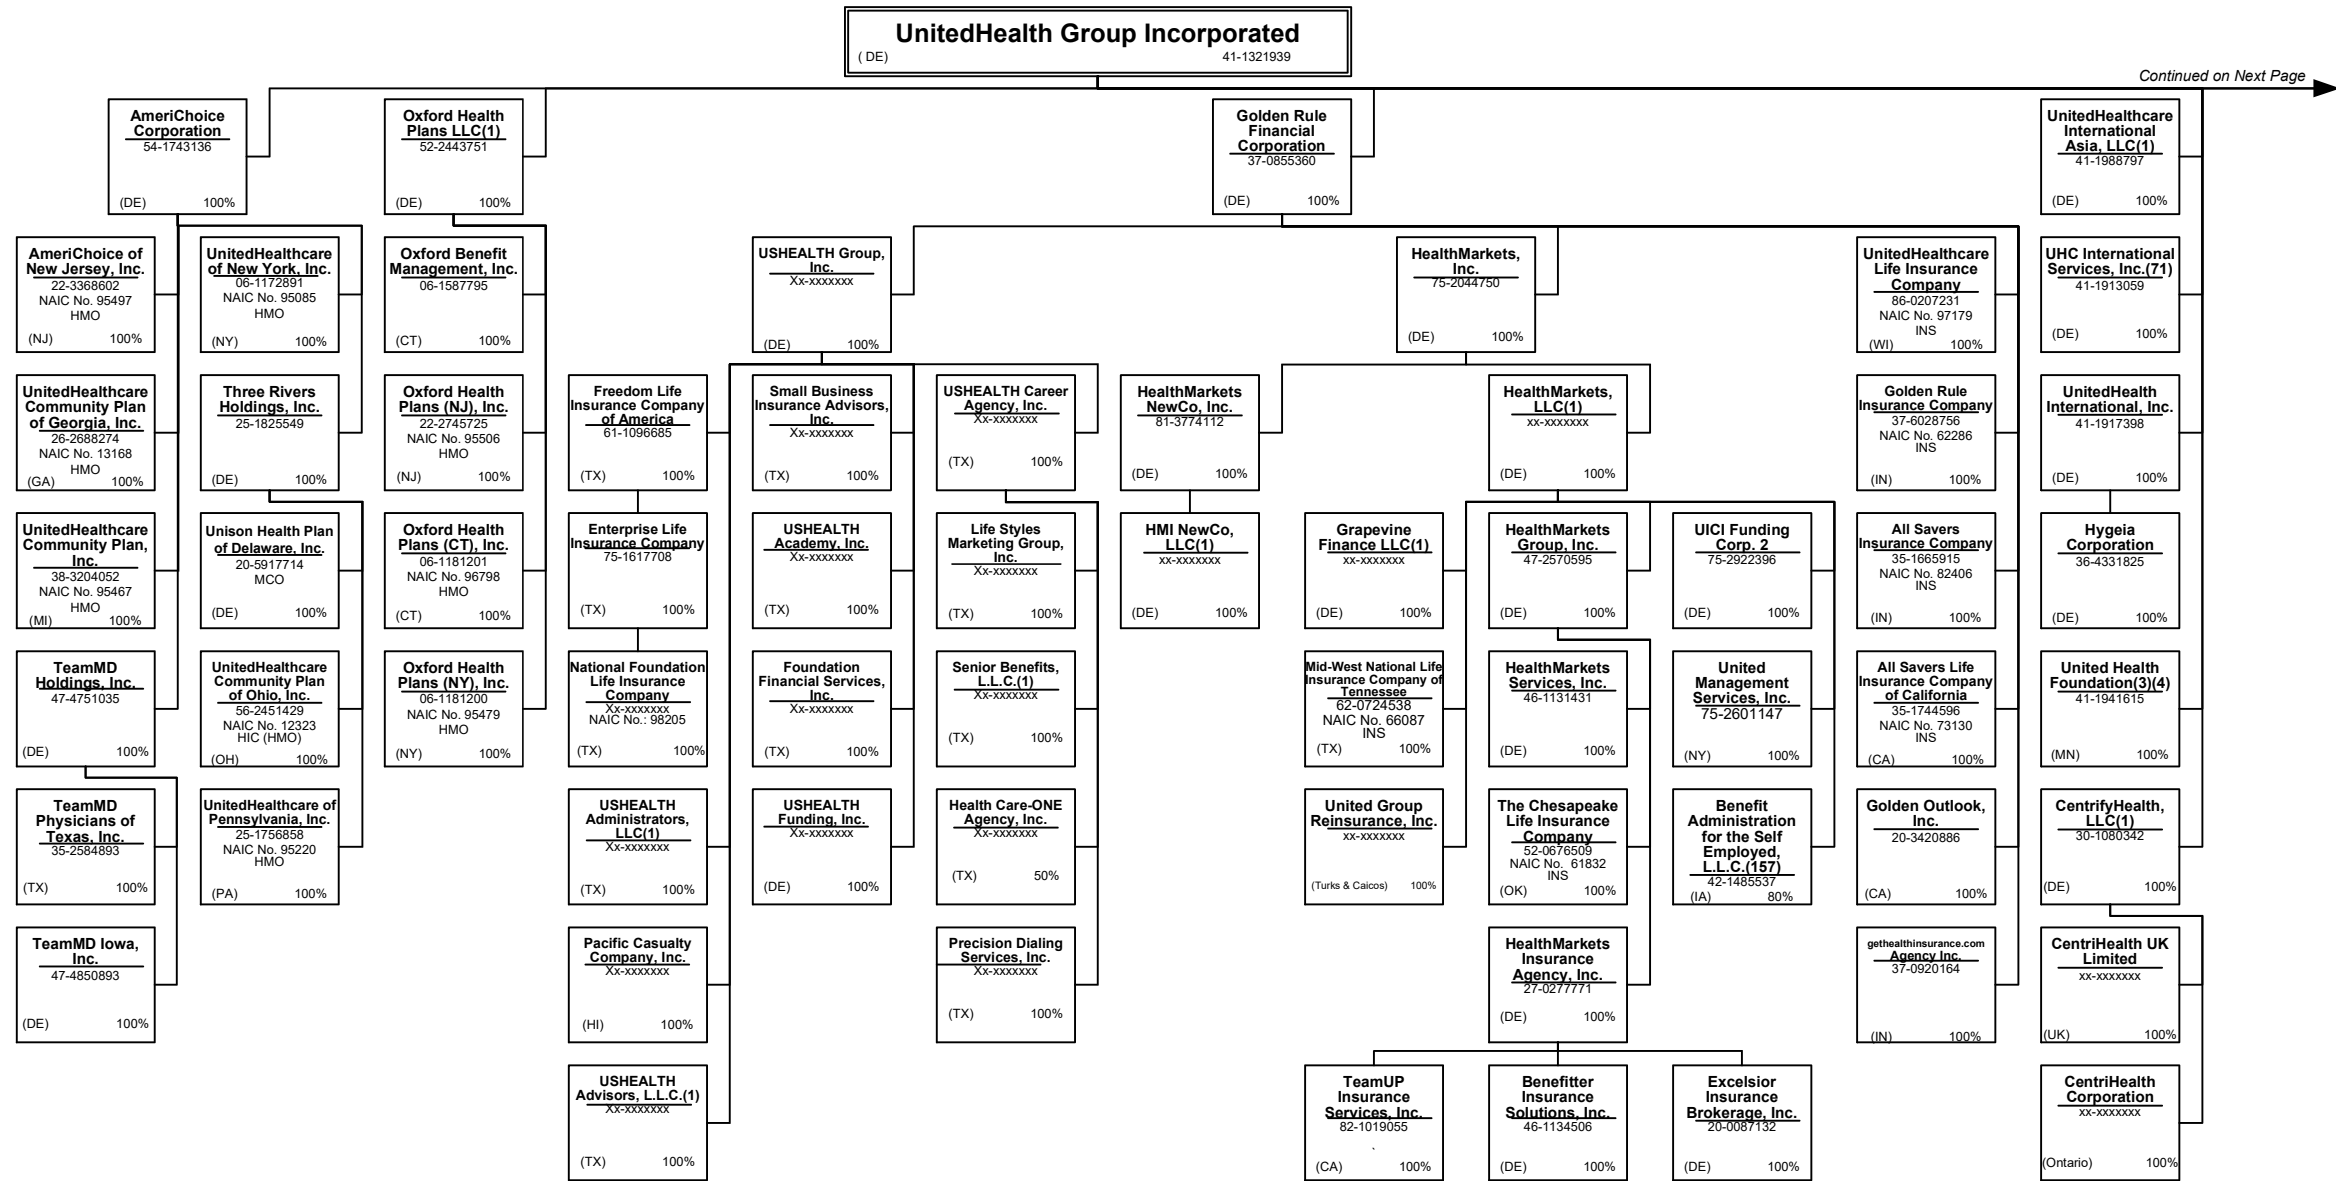 UnitedHealth Group Incorporated
( DE) 41-1321939
Continued on Next Page
AmeriChoice
Corporation
54-1743136
(DE) 100%
Oxford Health
Plans LLC(1)
52-2443751
(DE) 100%
Golden Rule
Financial
Corporation
37-0855360
(DE) 100%
UnitedHealthcare
International
Asia, LLC(1)
41-1988797
(DE) 100%
AmeriChoice of
New Jersey, Inc.
22-3368602
NAIC No. 95497
HMO
(NJ) 100%
UnitedHealthcare
of New York, Inc.
06-1172891
NAIC No. 95085
HMO
(NY) 100%
Oxford Benefit
Management, Inc.
06-1587795
(CT) 100%
USHEALTH Group,
Inc.
Xx-xxxxxxx
(DE) 100%
HealthMarkets,
Inc.
75-2044750
(DE) 100%
UnitedHealthcare
Life Insurance
Company
86-0207231
NAIC No. 97179
INS
(WI) 100%
UHC International
Services, Inc.(71)
41-1913059
(DE) 100%
UnitedHealthcare
Community Plan
of Georgia, Inc.
26-2688274
NAIC No. 13168
HMO
(GA) 100%
Three Rivers
Holdings, Inc.
25-1825549
(DE) 100%
Oxford Health
Plans (NJ), Inc.
22-2745725
NAIC No. 95506
HMO
(NJ) 100%
Freedom Life
Insurance Company
of America
61-1096685
(TX) 100%
Small Business
Insurance Advisors,
Inc.
Xx-xxxxxxx
(TX) 100%
USHEALTH Career
Agency, Inc.
Xx-xxxxxxx
(TX) 100%
HealthMarkets
NewCo, Inc.
81-3774112
(DE) 100%
HealthMarkets,
LLC(1)
xx-xxxxxxx
(DE) 100%
Golden Rule
Insurance Company
37-6028756
NAIC No. 62286
INS
(IN) 100%
UnitedHealth
International, Inc.
41-1917398
(DE) 100%
UnitedHealthcare
Community Plan,
Inc.
38-3204052
NAIC No. 95467
HMO
(MI) 100%
Unison Health Plan
of Delaware, Inc.
20-5917714
MCO
(DE) 100%
Oxford Health
Plans (CT), Inc.
06-1181201
NAIC No. 96798
HMO
(CT) 100%
Enterprise Life
Insurance Company
75-1617708
(TX) 100%
USHEALTH
Academy, Inc.
Xx-xxxxxxx
(TX) 100%
Life Styles
Marketing Group,
Inc.
Xx-xxxxxxx
(TX) 100%
HMI NewCo,
LLC(1)
xx-xxxxxxx
(DE) 100%
Grapevine
Finance LLC(1)
xx-xxxxxxx
(DE) 100%
HealthMarkets
Group, Inc.
47-2570595
(DE) 100%
UICI Funding
Corp. 2
75-2922396
(DE) 100%
All Savers
Insurance Company
35-1665915
NAIC No. 82406
INS
(IN) 100%
Hygeia
Corporation
36-4331825
(DE) 100%
TeamMD
Holdings, Inc.
47-4751035
(DE) 100%
UnitedHealthcare
Community Plan
of Ohio, Inc.
56-2451429
NAIC No. 12323
HIC (HMO)
(OH) 100%
Oxford Health
Plans (NY), Inc.
06-1181200
NAIC No. 95479
HMO
(NY) 100%
National Foundation
Life Insurance
Company
Xx-xxxxxxx
NAIC No.: 98205
(TX) 100%
Foundation
Financial Services,
Inc.
Xx-xxxxxxx
(TX) 100%
Senior Benefits,
L.L.C.(1)
Xx-xxxxxxx
(TX) 100%
Mid-West National Life
Insurance Company of
Tennessee
62-0724538
NAIC No. 66087
INS
(TX) 100%
HealthMarkets
Services, Inc.
46-1131431
(DE) 100%
United
Management
Services, Inc.
75-2601147
(NY) 100%
All Savers Life
Insurance Company
of California
35-1744596
NAIC No. 73130
INS
(CA) 100%
United Health
Foundation(3)(4)
41-1941615
(MN) 100%
TeamMD
Physicians of
Texas, Inc.
35-2584893
(TX) 100%
UnitedHealthcare of
Pennsylvania, Inc.
25-1756858
NAIC No. 95220
HMO
(PA) 100%
USHEALTH
Administrators,
LLC(1)
Xx-xxxxxxx
(TX) 100%
USHEALTH
Funding, Inc.
Xx-xxxxxxx
(DE) 100%
Health Care-ONE
Agency, Inc.
Xx-xxxxxxx
(TX) 50%
United Group
Reinsurance, Inc.
xx-xxxxxxx
(Turks & Caicos) 100%
The Chesapeake
Life Insurance
Company
52-0676509
NAIC No. 61832
INS
(OK) 100%
Benefit
Administration
for the Self
Employed,
L.L.C.(157)
42-1485537
(IA) 80%
Golden Outlook,
Inc.
20-3420886
(CA) 100%
CentrifyHealth,
LLC(1)
30-1080342
(DE) 100%
TeamMD Iowa,
Inc.
47-4850893
(DE) 100%
Pacific Casualty
Company, Inc.
Xx-xxxxxxx
(HI) 100%
Precision Dialing
Services, Inc.
Xx-xxxxxxx
(TX) 100%
HealthMarkets
Insurance
Agency, Inc.
27-0277771
(DE) 100%
gethealthinsurance.com
Agency Inc.
37-0920164
(IN) 100%
CentriHealth UK
Limited
xx-xxxxxxx
(UK) 100%
USHEALTH
Advisors, L.L.C.(1)
Xx-xxxxxxx
(TX) 100%
TeamUP
Insurance
Services, Inc.
82-1019055
(CA) 100%
Benefitter
Insurance
Solutions, Inc.
46-1134506
(DE) 100%
Excelsior
Insurance
Brokerage, Inc.
20-0087132
(DE) 100%
CentriHealth
Corporation
xx-xxxxxxx
(Ontario) 100%